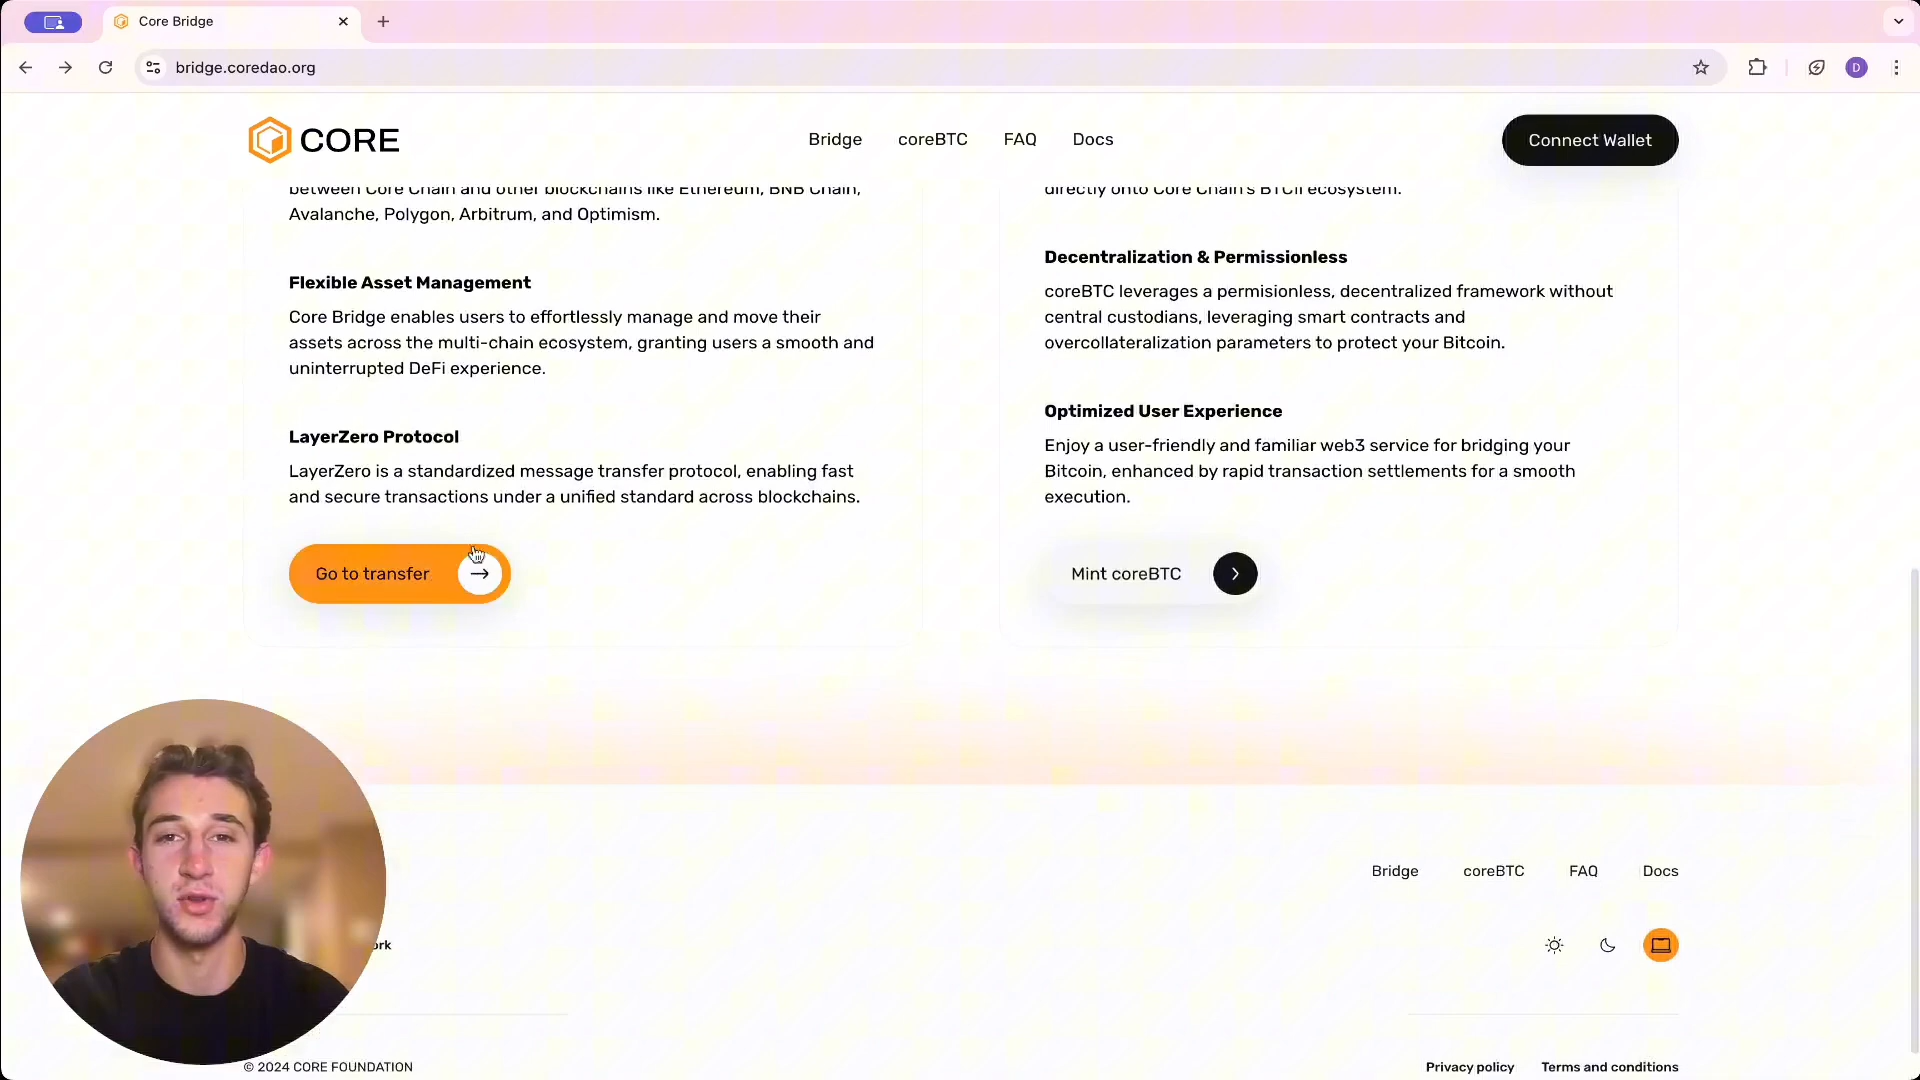 Core Bridge
bridge.coredao.org
D
CORE
Bridge
coreBTC
FAQ
Docs
Connect Wallet
between Core Chain and other blockchains like Ethereum, BNB Chain,
Avalanche, Polygon, Arbitrum, and Optimism.
Flexible Asset Management
Core Bridge enables users to effortlessly manage and move their
assets across the multi-chain ecosystem, granting users a smooth and
uninterrupted DeFi experience.
LayerZero Protocol
LayerZero is a standardized message transfer protocol, enabling fast
and secure transactions under a unified standard across blockchains.
Go to transfer
directly onto Core Chain's BTCfi ecosystem.
Decentralization & Permissionless
coreBTC leverages a permisionless, decentralized framework without
central custodians, leveraging smart contracts and
overcollateralization parameters to protect your Bitcoin.
Optimized User Experience
Enjoy a user-friendly and familiar web3 service for bridging your
Bitcoin, enhanced by rapid transaction settlements for a smooth
execution.
Mint coreBTC
Bridge
coreBTC
FAQ
Docs
© 2024 CORE FOUNDATION
Privacy policy
Terms and conditions